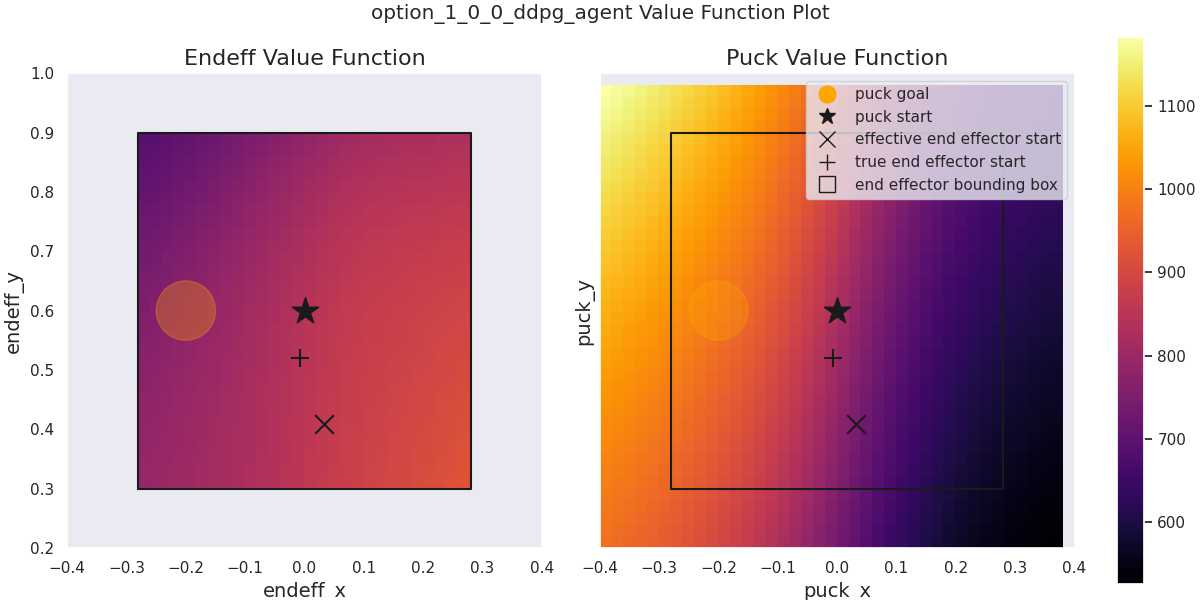 option_1_0_0_ddpg_agent Value Function Plot
Endeff Value Function
endeff_y
1.0
0.9
0.8
0.7
0.6
0.5
0.4
0.3
0.2
−0.4 −0.3 −0.2 −0.1 0.0 0.1 0.2 0.3 0.4
endeff_x
Puck Value Function
puck_y
puck goal
puck start
effective end effector start
true end effector start
end effector bounding box
−0.4 −0.3 −0.2 −0.1 0.0 0.1 0.2 0.3 0.4
puck_x
1100
1000
900
800
700
600